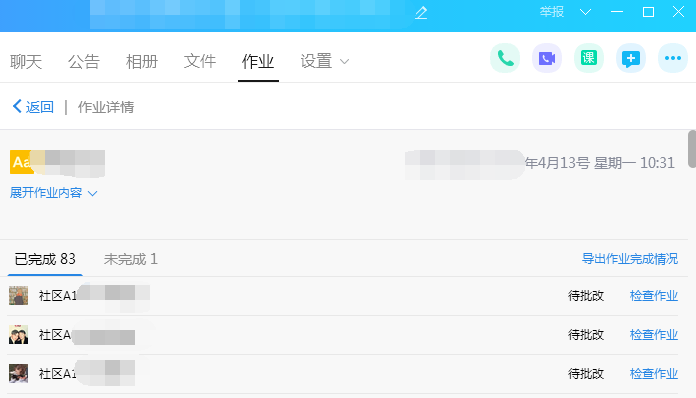 举报
聊天 公告 相册 文件 作业 设置
课
返回 | 作业详情
Aa
年4月13号 星期一 10:31
展开作业内容
已完成 83 未完成 1 导出作业完成情况
社区A1 待批改 检查作业
社区A 待批改 检查作业
社区A1 待批改 检查作业